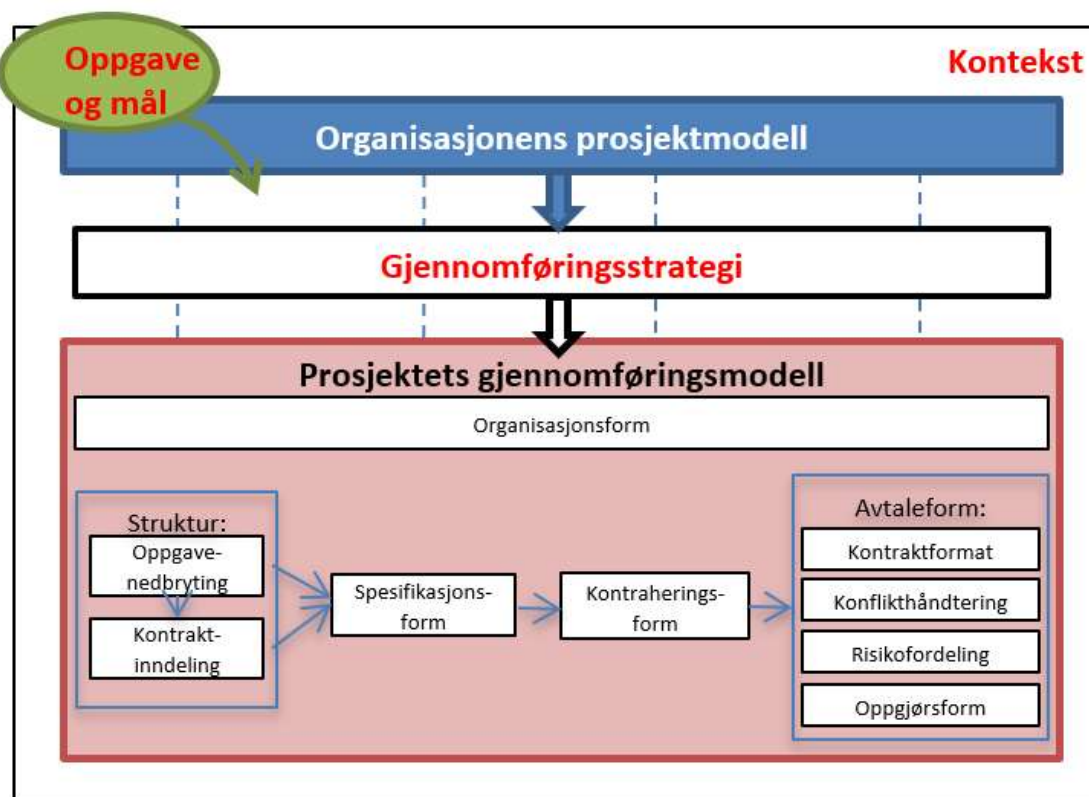 Oppgave
og mål
Kontekst
Organisasjonens prosjektmodell
Gjennomføringsstrategi
Prosjektets gjennomføringsmodell
Organisasjonsform
Struktur:
Oppgave-
nedbryting
Kontrakt-
inndeling
Spesifikasjons-
form
Kontraherings-
form
Avtaleform:
Kontraktformat
Konflikthåndtering
Risikofordeling
Oppgjørsform